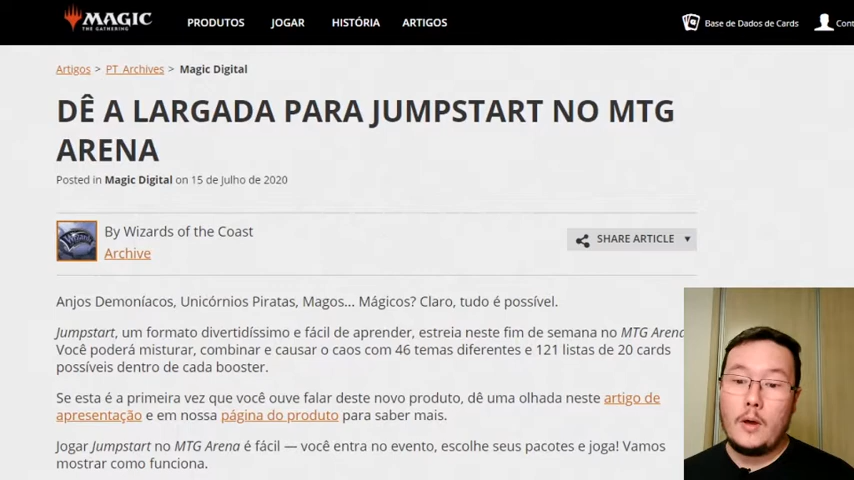 MAGIC
THE GATHERING
PRODUTOS
JOGAR
HISTÓRIA
ARTIGOS
Base de Dados de Cards
Artigos > PT Archives > Magic Digital
DÊ A LARGADA PARA JUMPSTART NO MTG
ARENA
Posted in Magic Digital on 15 de Julho de 2020
By Wizards of the Coast
Archive
SHARE ARTICLE
Anjos Demoníacos, Unicórnios Piratas, Magos... Mágicos? Claro, tudo é possível.
Jumpstart, um formato divertidíssimo e fácil de aprender, estreia neste fim de semana no MTG Arena
Você poderá misturar, combinar e causar o caos com 46 temas diferentes e 121 listas de 20 cards
possíveis dentro de cada booster.
Se esta é a primeira vez que você ouve falar deste novo produto, dê uma olhada neste artigo de
apresentação e em nossa página do produto para saber mais.
Jogar Jumpstart no MTG Arena é fácil — você entra no evento, escolhe seus pacotes e joga! Vamos
mostrar como funciona.